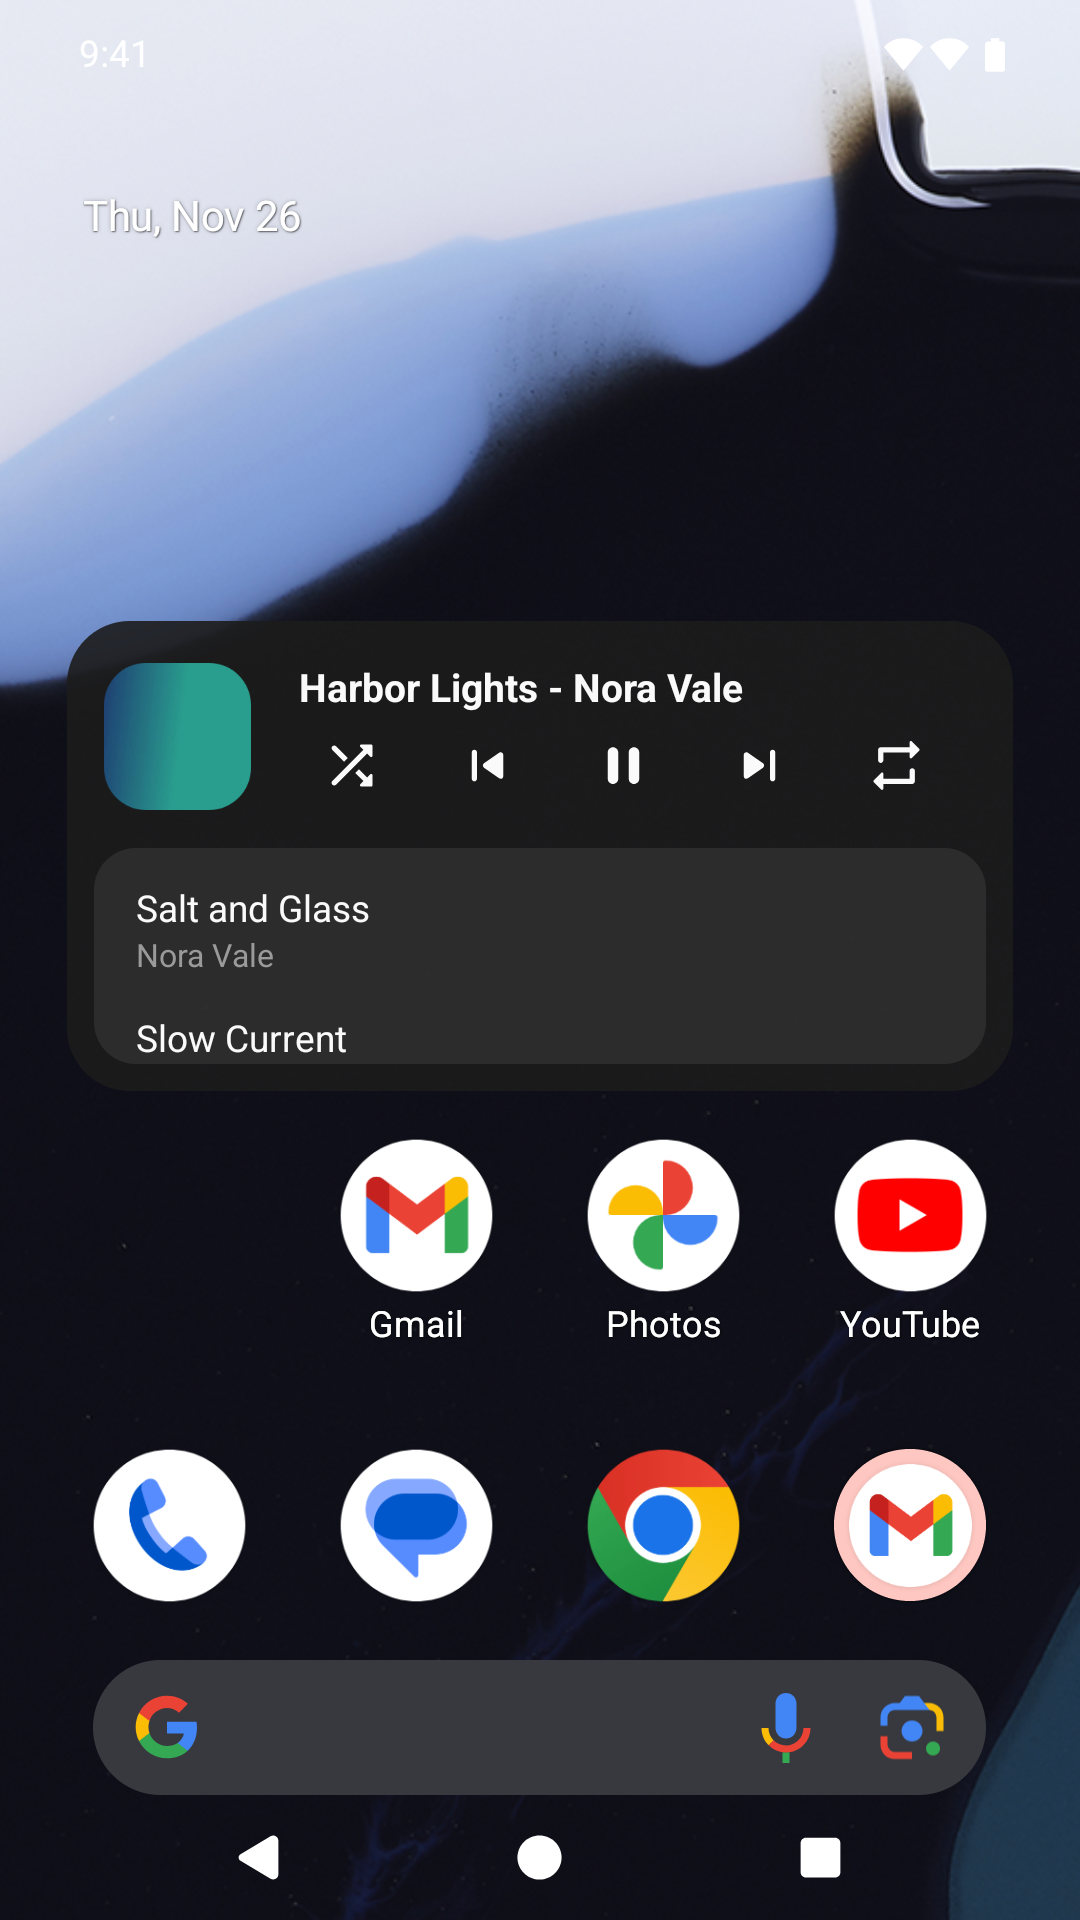 9:41
Thu, Nov 26
Harbor Lights - Nora Vale
Salt and Glass
Nora Vale
Slow Current
Gmail
Photos
YouTube